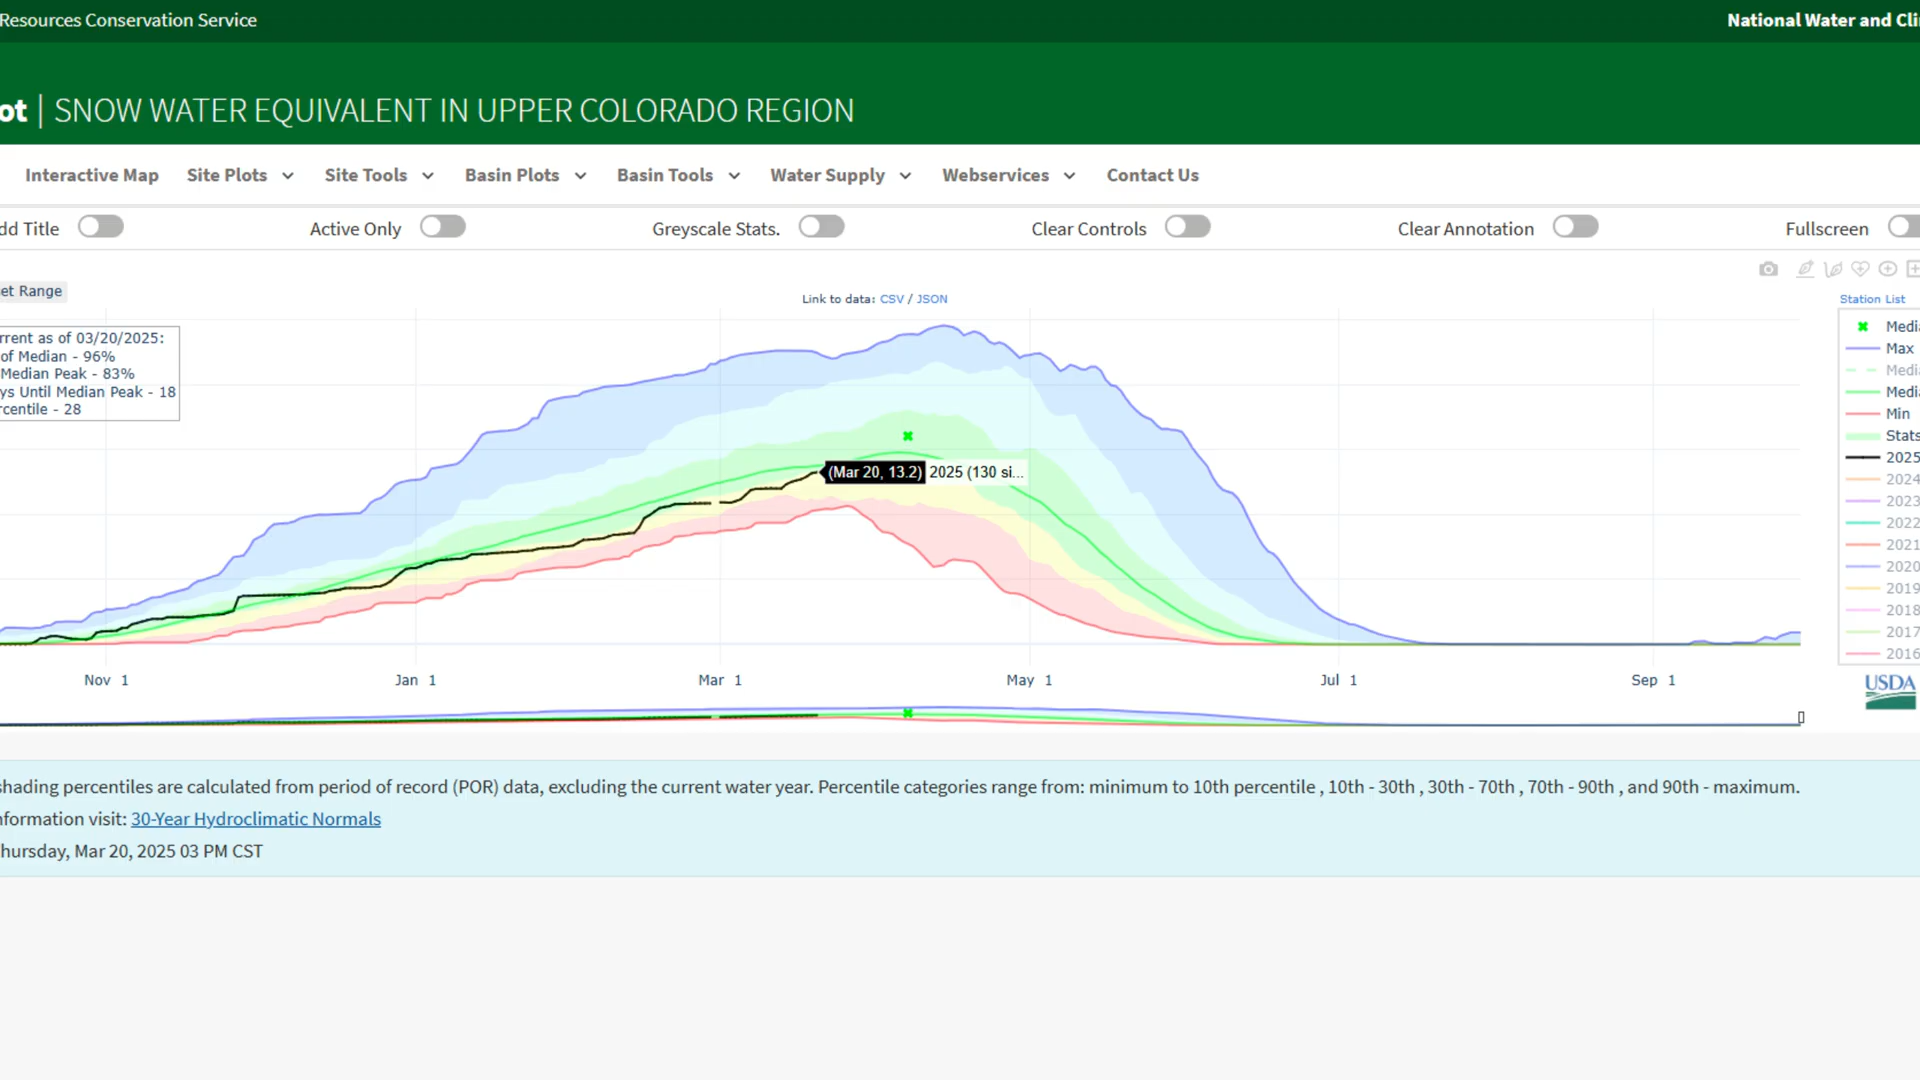 Resources Conservation Service
National Water and Cli
ot | SNOW WATER EQUIVALENT IN UPPER COLORADO REGION
Interactive Map Site Plots Site Tools Basin Plots Basin Tools Water Supply Webservices Contact Us
dd Title Active Only Greyscale Stats. Clear Controls Clear Annotation Fullscreen
et Range
Link to data: CSV / JSON
Station List
rrent as of 03/20/2025:
of Median - 96%
Median Peak - 83%
ys Until Median Peak - 18
rcentile - 28
(Mar 20, 13.2) 2025 (130 si...
Media
Max
Media
Media
Min
Stats
2025
2024
2023
2022
2021
2020
2019
2018
2017
2016
Nov 1 Jan 1 Mar 1 May 1 Jul 1 Sep 1
USDA
shading percentiles are calculated from period of record (POR) data, excluding the current water year. Percentile categories range from: minimum to 10th percentile , 10th - 30th , 30th - 70th , 70th - 90th , and 90th - maximum.
nformation visit: 30-Year Hydroclimatic Normals
hursday, Mar 20, 2025 03 PM CST